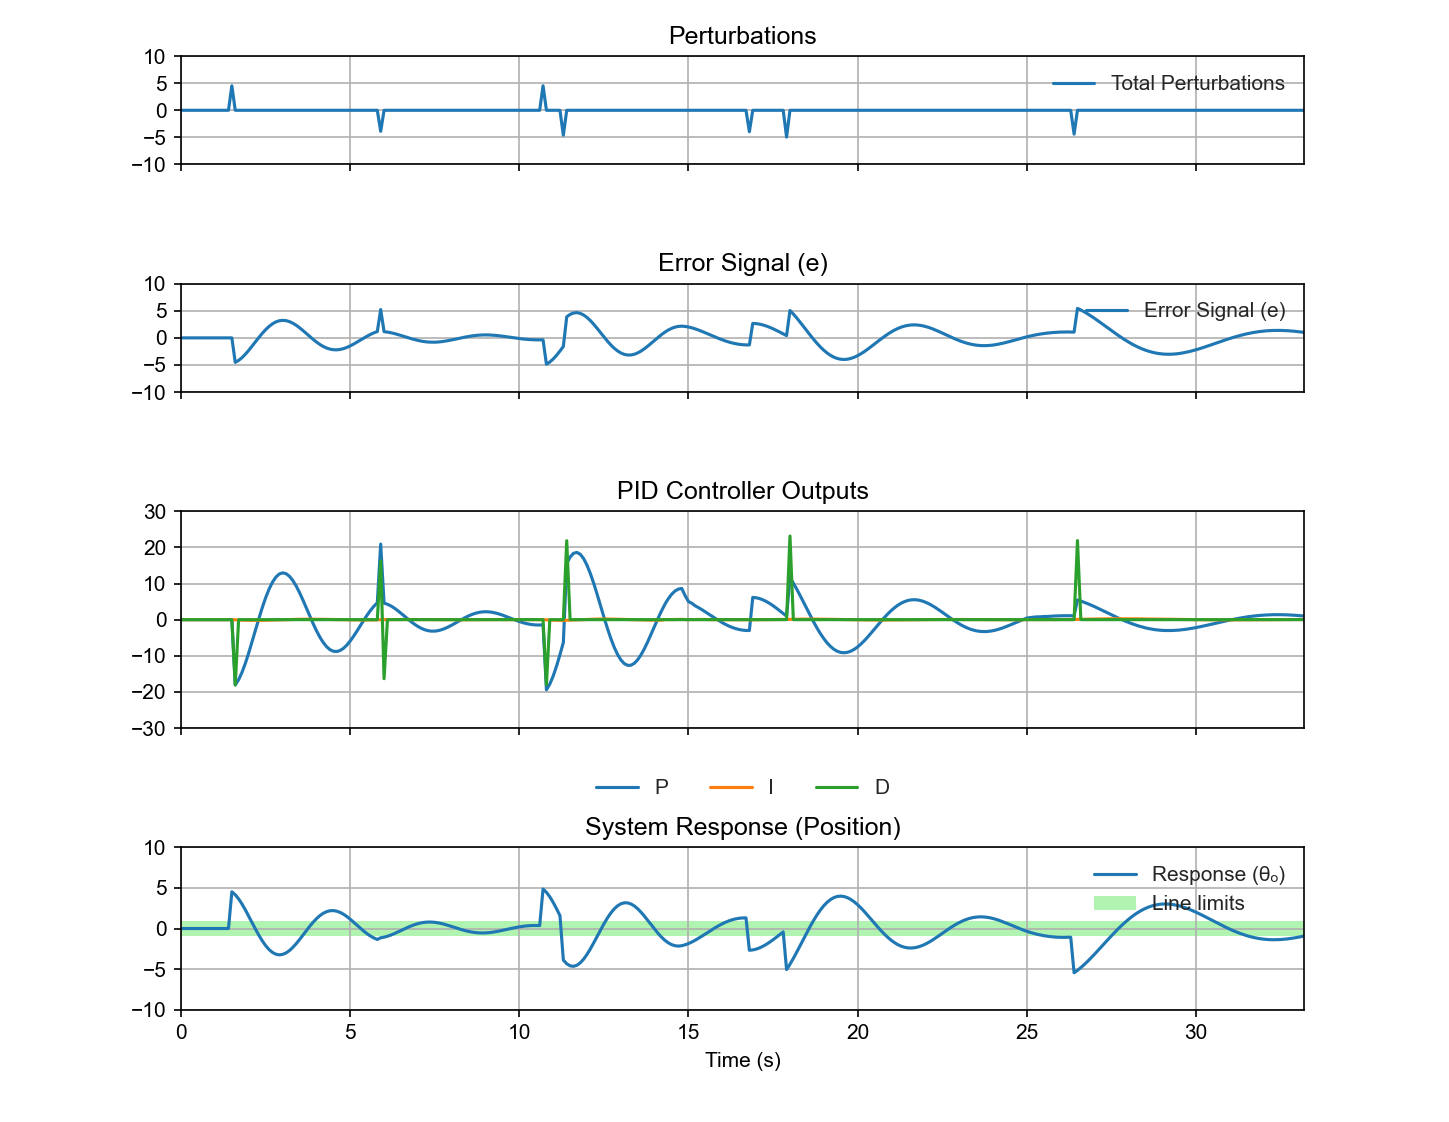 Perturbations
10
5
0
−5
−10
Total Perturbations
Error Signal (e)
10
5
0
−5
−10
Error Signal (e)
PID Controller Outputs
30
20
10
0
−10
−20
−30
P I D
System Response (Position)
10
5
0
−5
−10
Response (θₒ)
Line limits
0 5 10 15 20 25 30
Time (s)